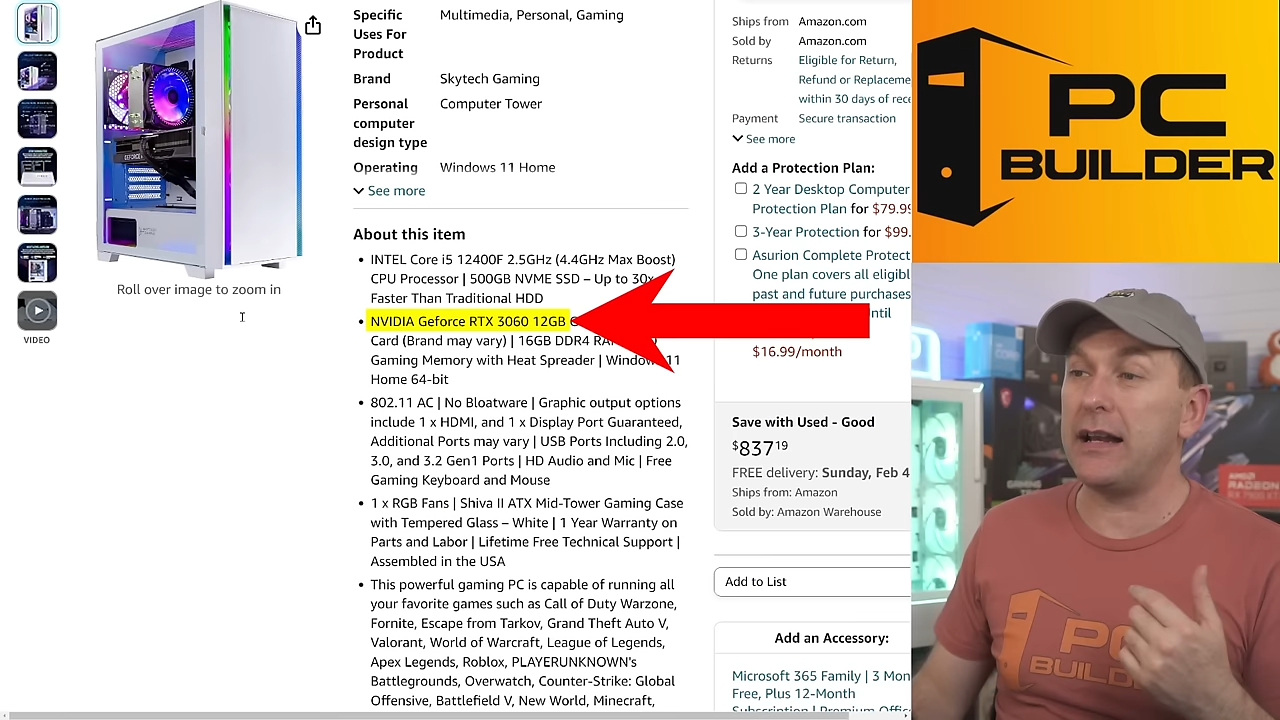 Specific
Uses For
Product
Multimedia, Personal, Gaming
Brand
Skytech Gaming
Personal
computer
design type
Computer Tower
Operating
Windows 11 Home
See more
About this item
INTEL Core i5 12400F 2.5GHz (4.4GHz Max Boost)
CPU Processor | 500GB NVME SSD – Up to 30x
Faster Than Traditional HDD
NVIDIA Geforce RTX 3060 12GB
Card (Brand may vary) | 16GB DDR4
Gaming Memory with Heat Spreader | Windows 11
Home 64-bit
802.11 AC | No Bloatware | Graphic output options
include 1 x HDMI, and 1 x Display Port Guaranteed,
Additional Ports may vary | USB Ports Including 2.0,
3.0, and 3.2 Gen1 Ports | HD Audio and Mic | Free
Gaming Keyboard and Mouse
1 x RGB Fans | Shiva II ATX Mid-Tower Gaming Case
with Tempered Glass – White | 1 Year Warranty on
Parts and Labor | Lifetime Free Technical Support |
Assembled in the USA
This powerful gaming PC is capable of running all
your favorite games such as Call of Duty Warzone,
Fornite, Escape from Tarkov, Grand Theft Auto V,
Valorant, World of Warcraft, League of Legends,
Apex Legends, Roblox, PLAYERUNKNOWN's
Battlegrounds, Overwatch, Counter-Strike: Global
Offensive, Battlefield V, New World, Minecraft,
Roll over image to zoom in
VIDEO
Ships from Amazon.com
Sold by Amazon.com
Returns Eligible for Return,
Refund or Replaceme
within 30 days of rece
Payment Secure transaction
See more
Add a Protection Plan:
2 Year Desktop Computer
Protection Plan for $79.99
3-Year Protection for $99.
Asurion Complete Protect
One plan covers all eligibl
past and future purchases
ntil
$16.99/month
Save with Used - Good
$837 19
FREE delivery: Sunday, Feb 4
Ships from: Amazon
Sold by: Amazon Warehouse
Add to List
Add an Accessory:
Microsoft 365 Family | 3 Mon
Free, Plus 12-Month
Subscription | Premium Offic
PC
BUILDER
AMD
RADEON
PC
BUILDER